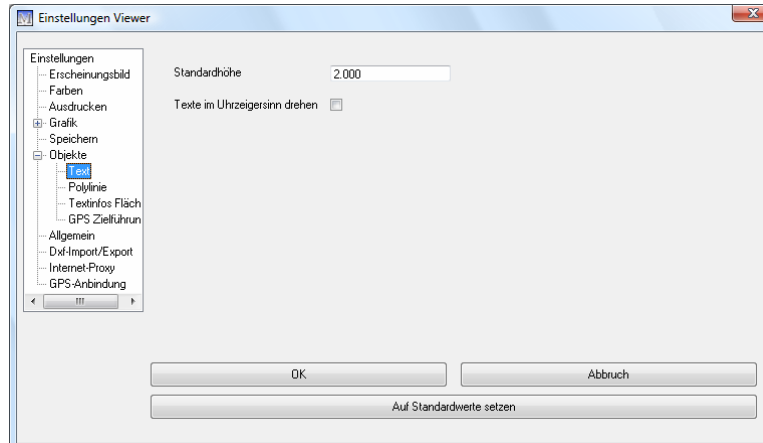 Einstellungen Viewer
Einstellungen
Erscheinungsbild
Farben
Ausdrucken
Grafik
Speichern
Objekte
Text
Polylinie
Textinfos Fläch
GPS Zielführun
Allgemein
Dxf-Import/Export
Internet-Proxy
GPS-Anbindung
Standardhöhe 2.000
Texte im Uhrzeigersinn drehen
OK Abbruch
Auf Standardwerte setzen